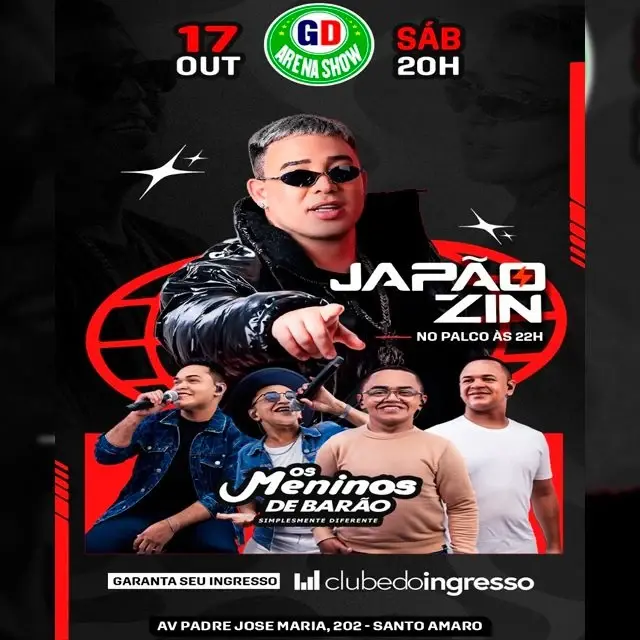 17
OUT
GD
ARENA SHOW
SÁB
20H
JAPÃO
ZIN
NO PALCO ÀS 22H
OS
Meninos
DE BARÃO
SIMPLESMENTE DIFERENTE
GARANTA SEU INGRESSO
clubedoingresso
AV PADRE JOSE MARIA, 202 - SANTO AMARO